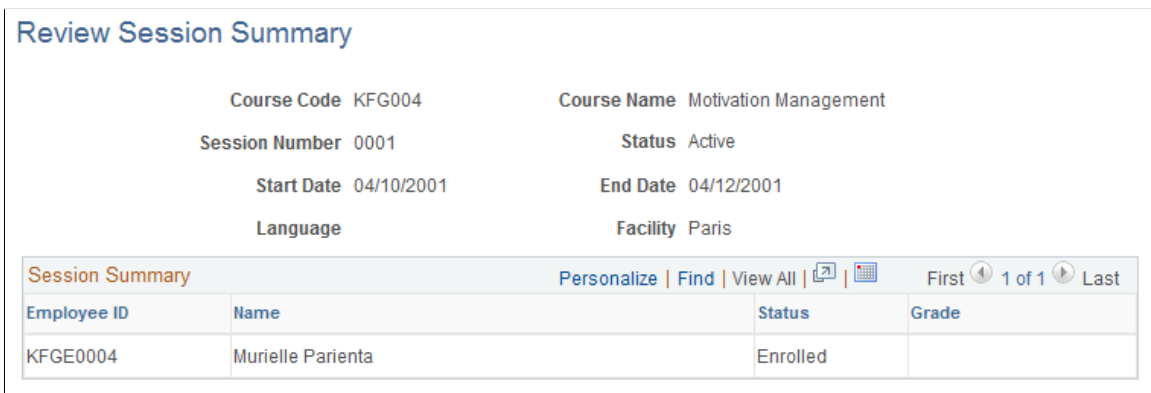 Review Session Summary
Course Code KFG004 Course Name Motivation Management
Session Number 0001 Status Active
Start Date 04/10/2001 End Date 04/12/2001
Language Facility Paris
Session Summary Personalize | Find | View All | | First 1 of 1 Last
Employee ID Name Status Grade
KFGE0004 Murielle Parienta Enrolled